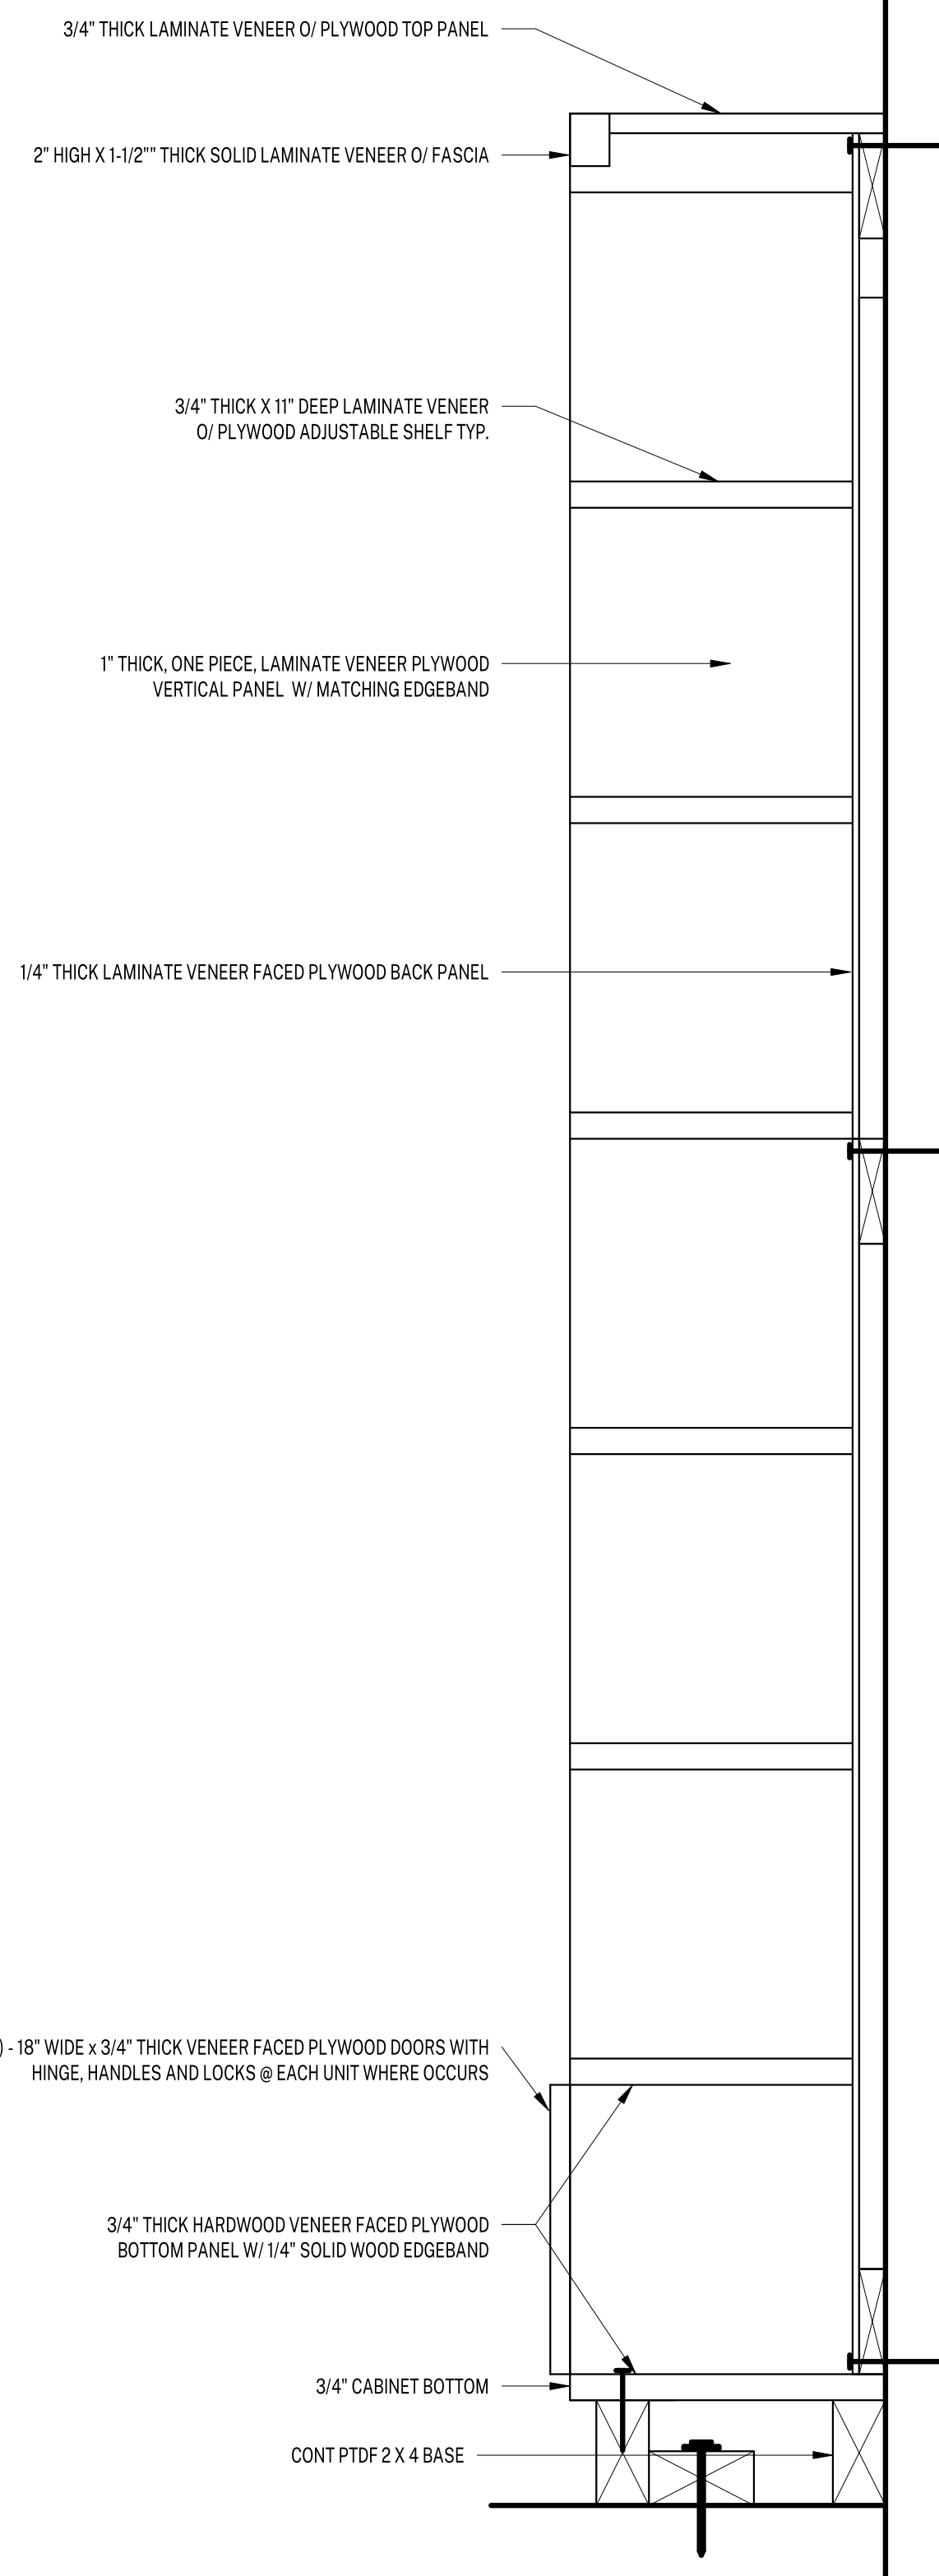 3/4" THICK LAMINATE VENEER O/ PLYWOOD TOP PANEL
2" HIGH X 1-1/2"" THICK SOLID LAMINATE VENEER O/ FASCIA
3/4" THICK X 11" DEEP LAMINATE VENEER
O/ PLYWOOD ADJUSTABLE SHELF TYP.
1" THICK, ONE PIECE, LAMINATE VENEER PLYWOOD
VERTICAL PANEL W/ MATCHING EDGEBAND
1/4" THICK LAMINATE VENEER FACED PLYWOOD BACK PANEL
) - 18" WIDE x 3/4" THICK VENEER FACED PLYWOOD DOORS WITH
HINGE, HANDLES AND LOCKS @ EACH UNIT WHERE OCCURS
3/4" THICK HARDWOOD VENEER FACED PLYWOOD
BOTTOM PANEL W/ 1/4" SOLID WOOD EDGEBAND
3/4" CABINET BOTTOM
CONT PTDF 2 X 4 BASE